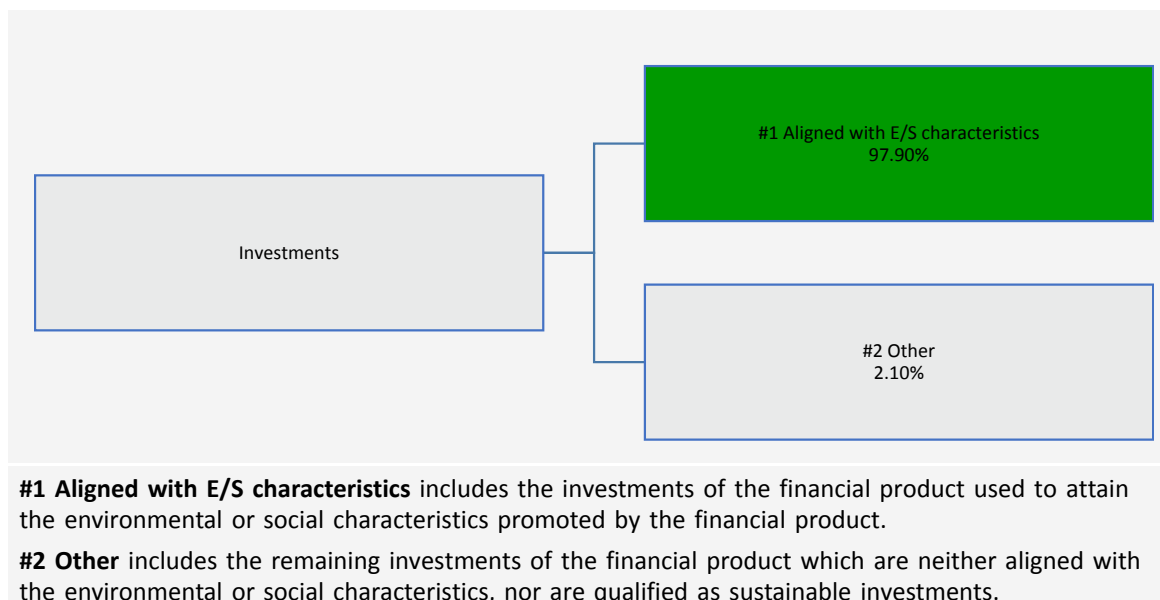 #1 Aligned with E/S characteristics
97.90%
Investments
#2 Other
2.10%
#1 Aligned with E/S characteristics includes the investments of the financial product used to attain
the environmental or social characteristics promoted by the financial product.
#2 Other includes the remaining investments of the financial product which are neither aligned with
the environmental or social characteristics, nor are qualified as sustainable investments.